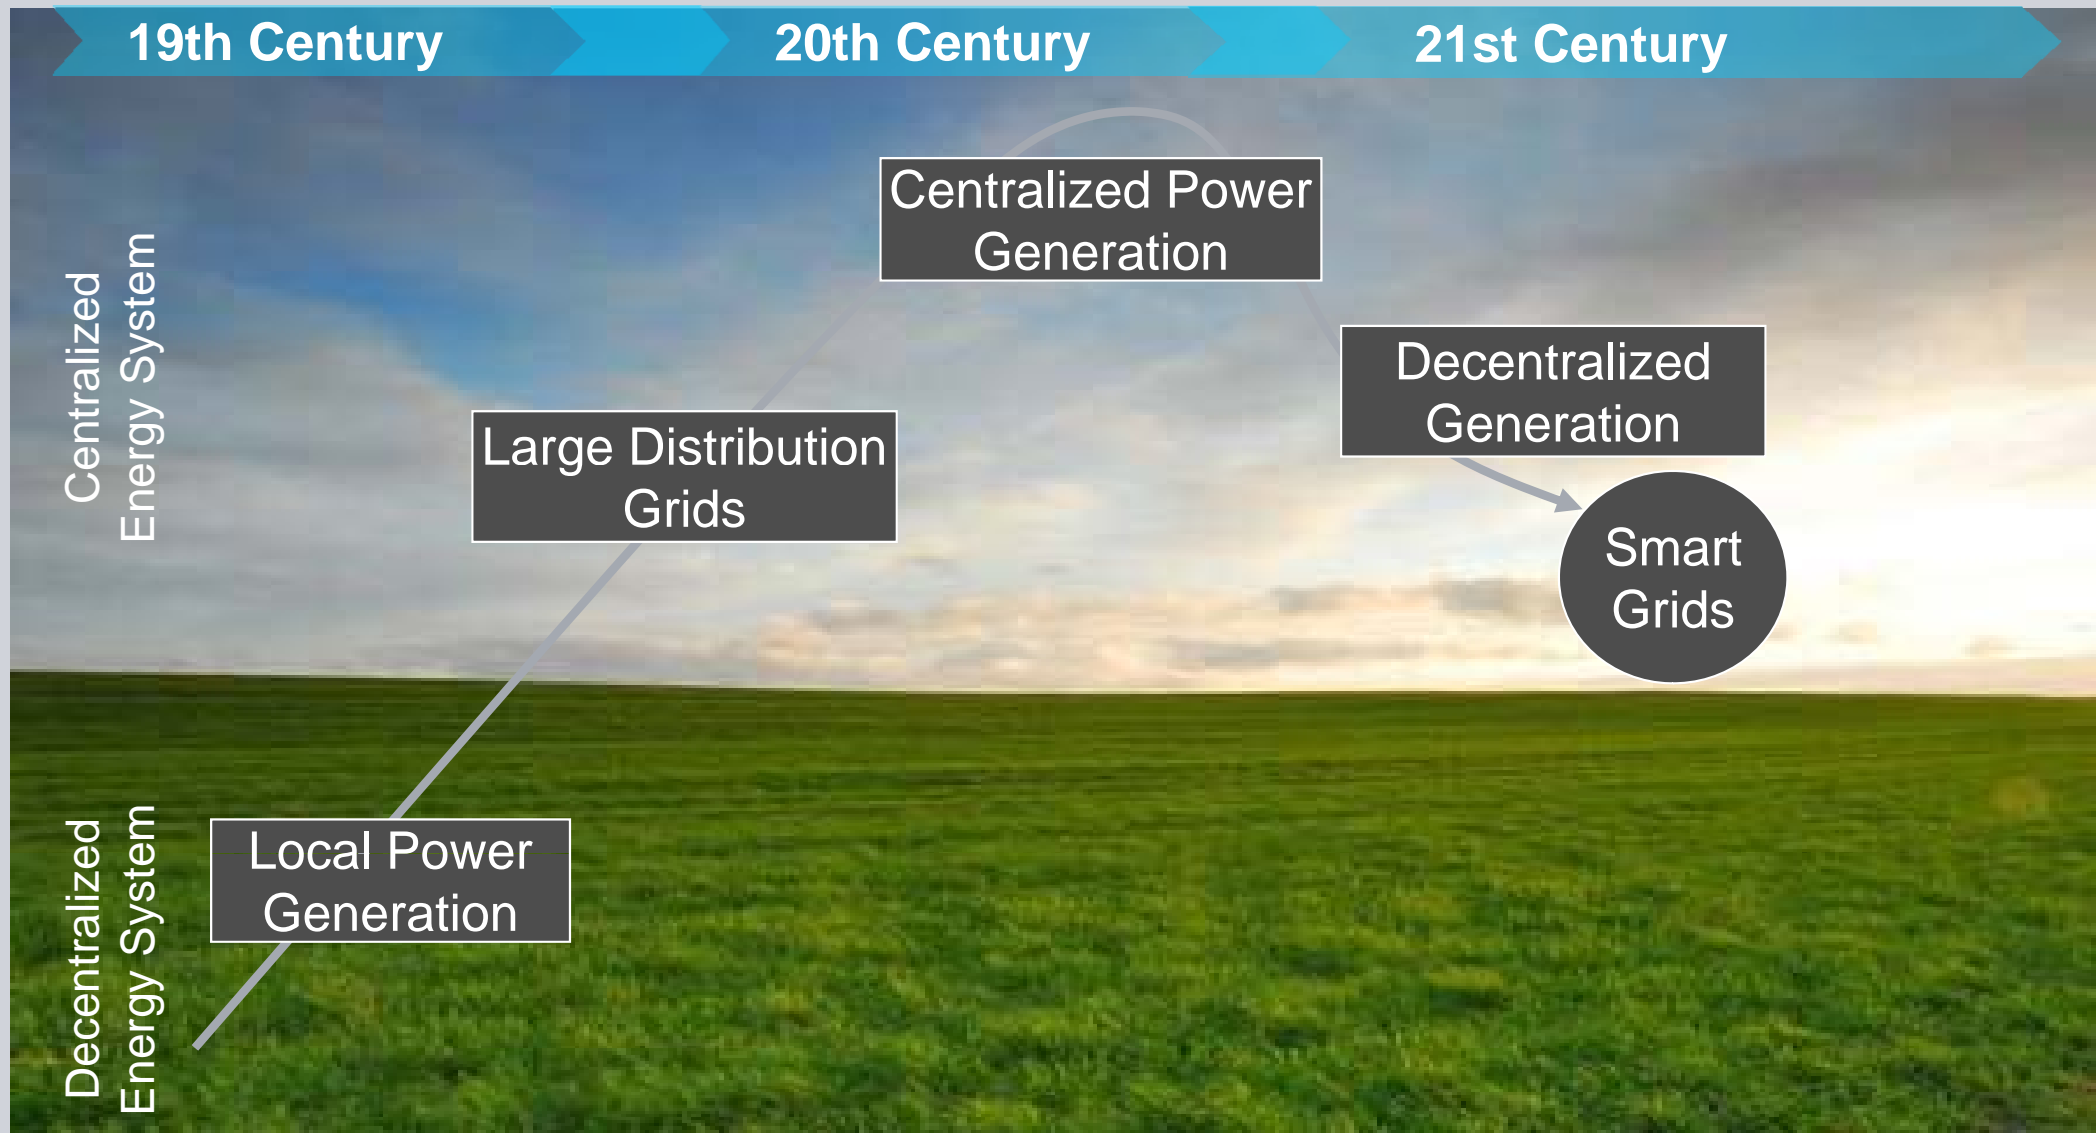 19th Century
20th Century
21st Century
Centralized Power
Generation
Centralized
Energy System
Decentralized
Generation
Large Distribution
Grids
Smart
Grids
Local Power
Generation
Decentralized
Energy System